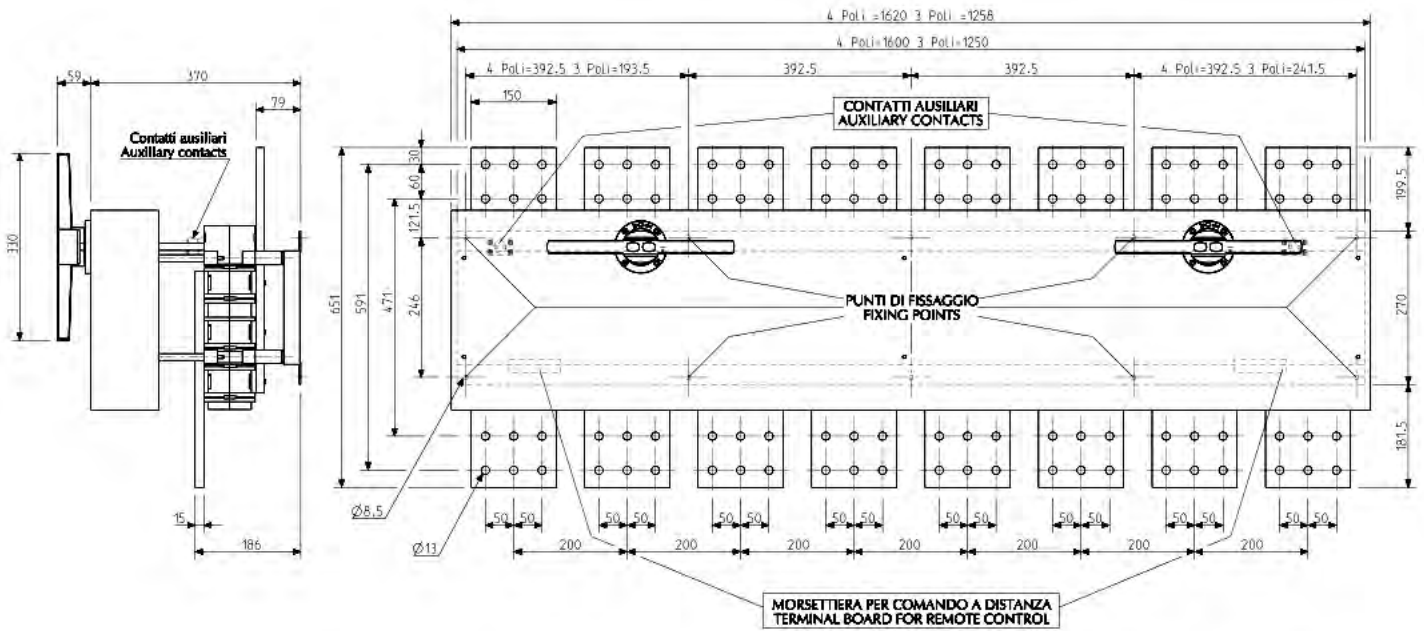 4 Poli =1620 3 Poli =1258
4 Poli=1600 3 Poli=1250
59
370
4 Poli=392.5 3 Poli=193.5
392.5
392.5
4 Poli=392.5 3 Poli=241.5
79
150
CONTATTI AUSILIARI
AUXILIARY CONTACTS
Contatti ausiliari
Auxillary contacts
30
60
121.5
199.5
330
651
591
471
246
270
PUNTI DI FISSAGGIO
FIXING POINTS
181.5
Ø8,5
15
50 50
50 50
50 50
50 50
50 50
50 50
50 50
50 50
186
Ø13
200
200
200
200
200
200
200
MORSETTIERA PER COMANDO A DISTANZA
TERMINAL BOARD FOR REMOTE CONTROL